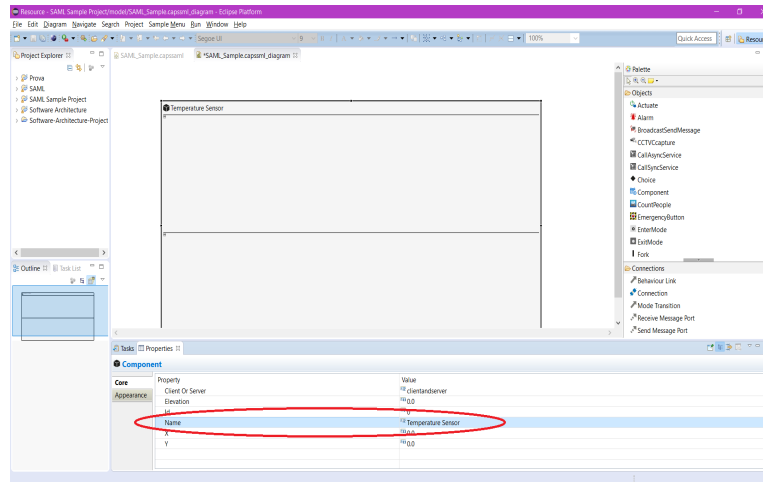 Resource - SAML Sample Project/model/SAML_Sample.capssml_diagram - Eclipse Platform
File Edit Diagram Navigate Search Project Sample Menu Run Window Help
Segoe UI 9 100% Quick Access Resour
Project Explorer
SAML_Sample.capssaml
*SAML_Sample.capssml_diagram
Prova
SAML
SAML Sample Project
Software Architecture
Software-Architecture-Project
Temperature Sensor
Palette
Objects
Actuate
Alarm
BroadcastSendMessage
CCTVCcapture
CallAsyncService
CallSyncService
Choice
Component
CountPeople
EmergencyButton
EnterMode
ExitMode
Fork
Connections
Behaviour Link
Connection
Mode Transition
Receive Message Port
Send Message Port
Outline Task List
Tasks Properties
Component
Core
Appearance
Property Value
Client Or Server clientandserver
Elevation 0.0
Id 0
Name Temperature Sensor
X 0.0
Y 0.0